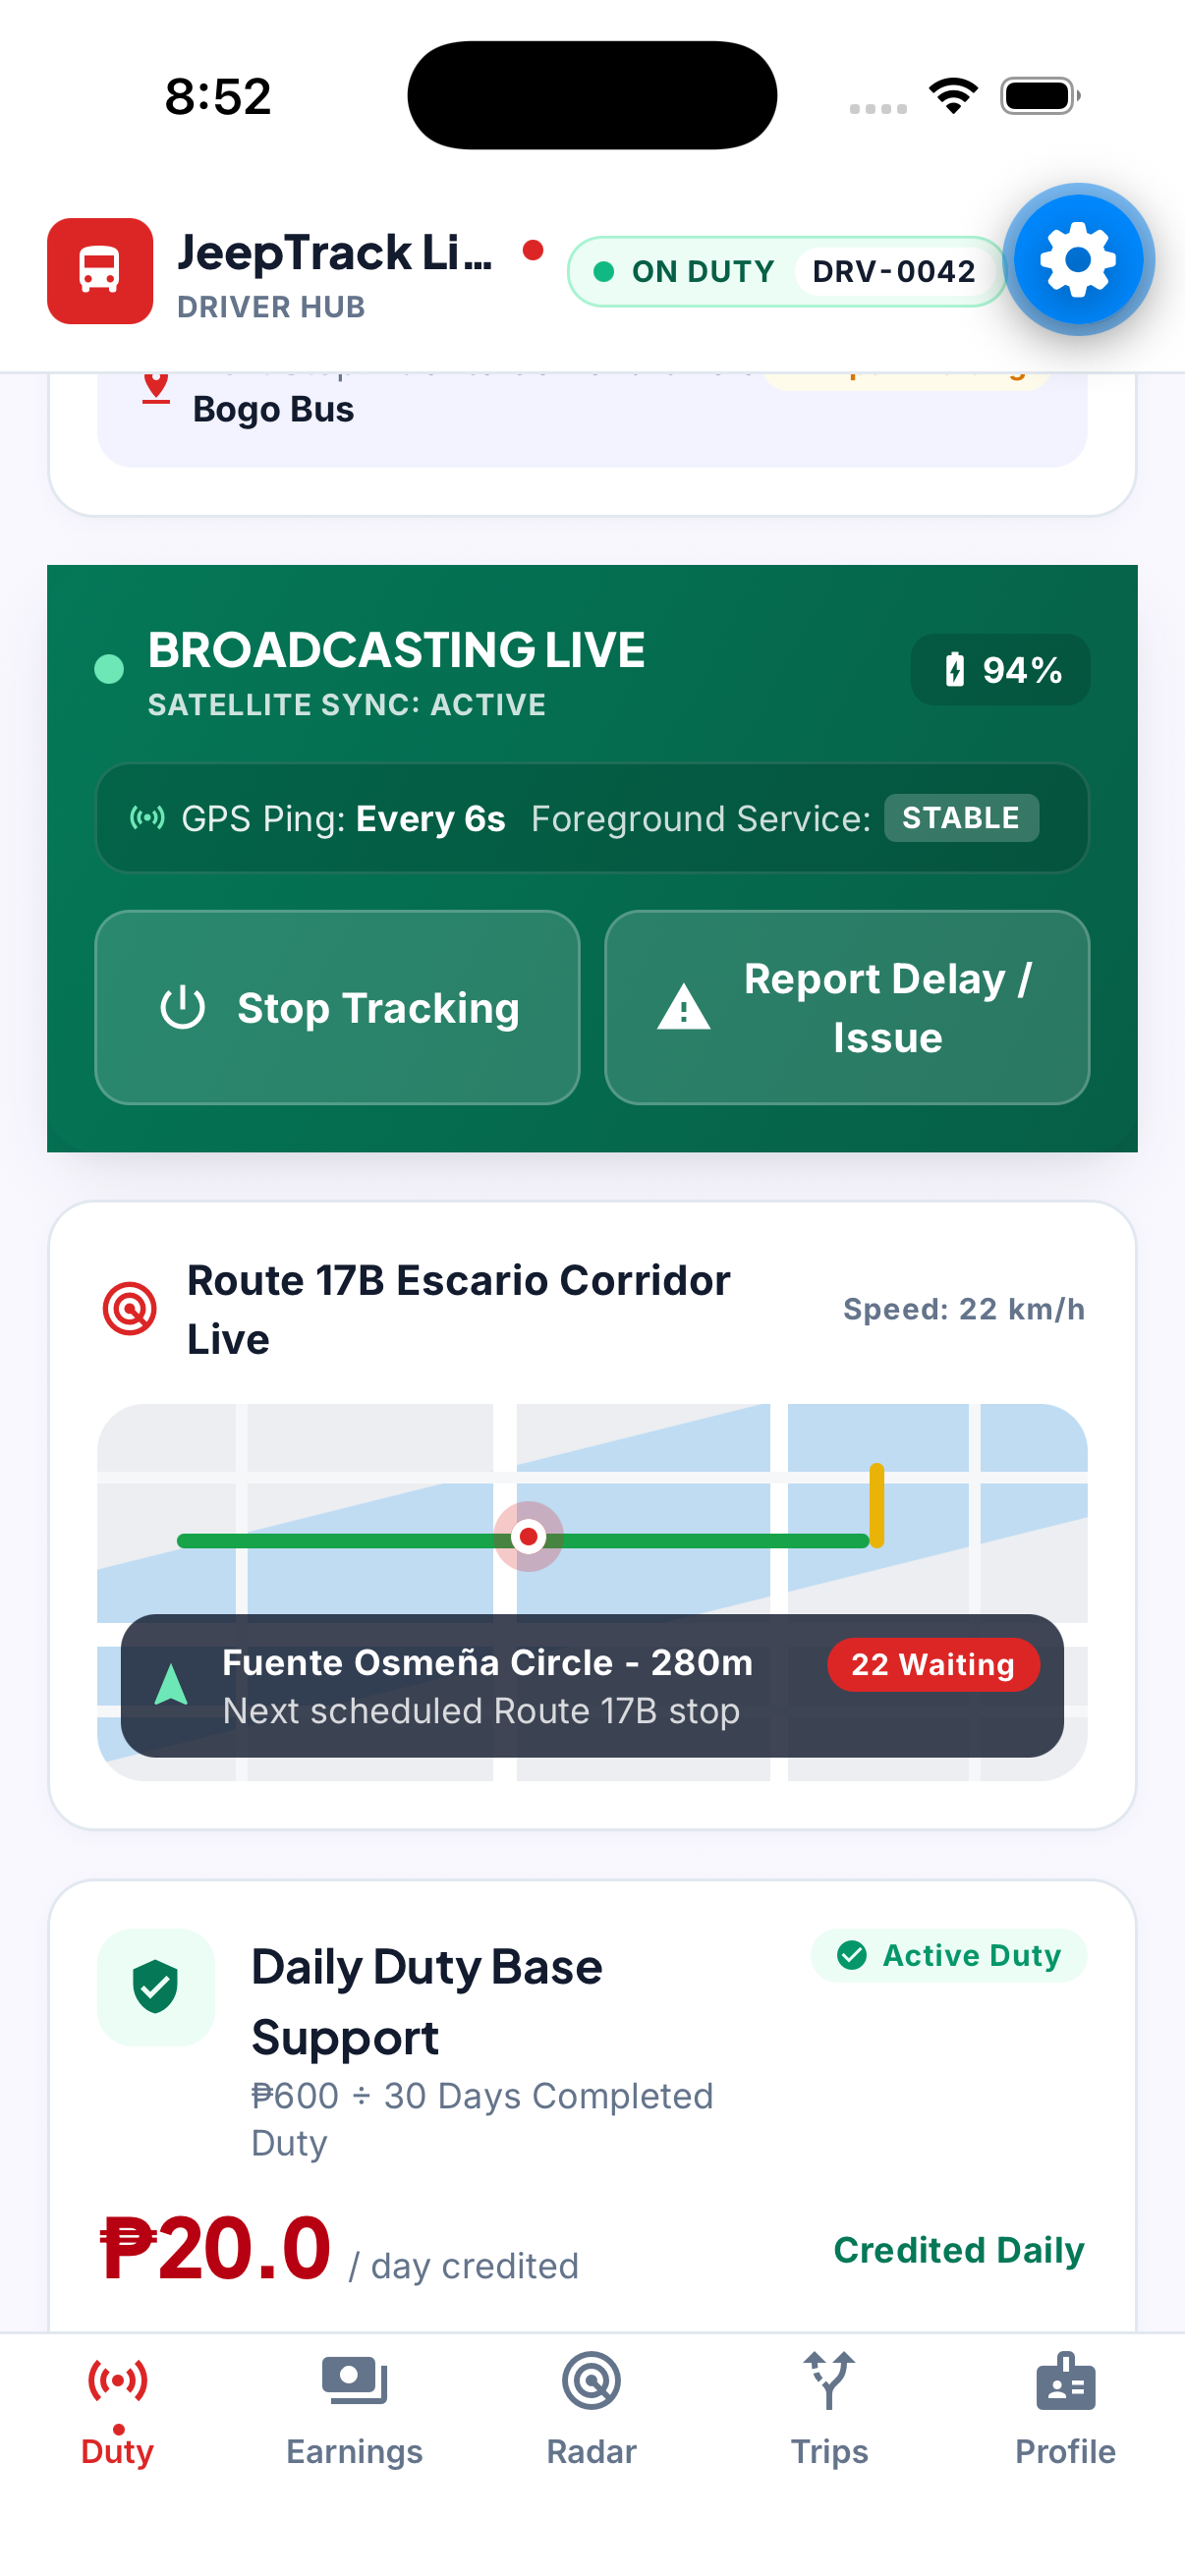 8:52
JeepTrack Li...
DRIVER HUB
ON DUTY DRV-0042
Bogo Bus
BROADCASTING LIVE
SATELLITE SYNC: ACTIVE
94%
GPS Ping: Every 6s Foreground Service: STABLE
Stop Tracking
Report Delay /
Issue
Route 17B Escario Corridor
Live
Speed: 22 km/h
Fuente Osmeña Circle - 280m
22 Waiting
Next scheduled Route 17B stop
Daily Duty Base
Support
Active Duty
₱600 ÷ 30 Days Completed
Duty
₱20.0 / day credited
Credited Daily
Duty
Earnings
Radar
Trips
Profile